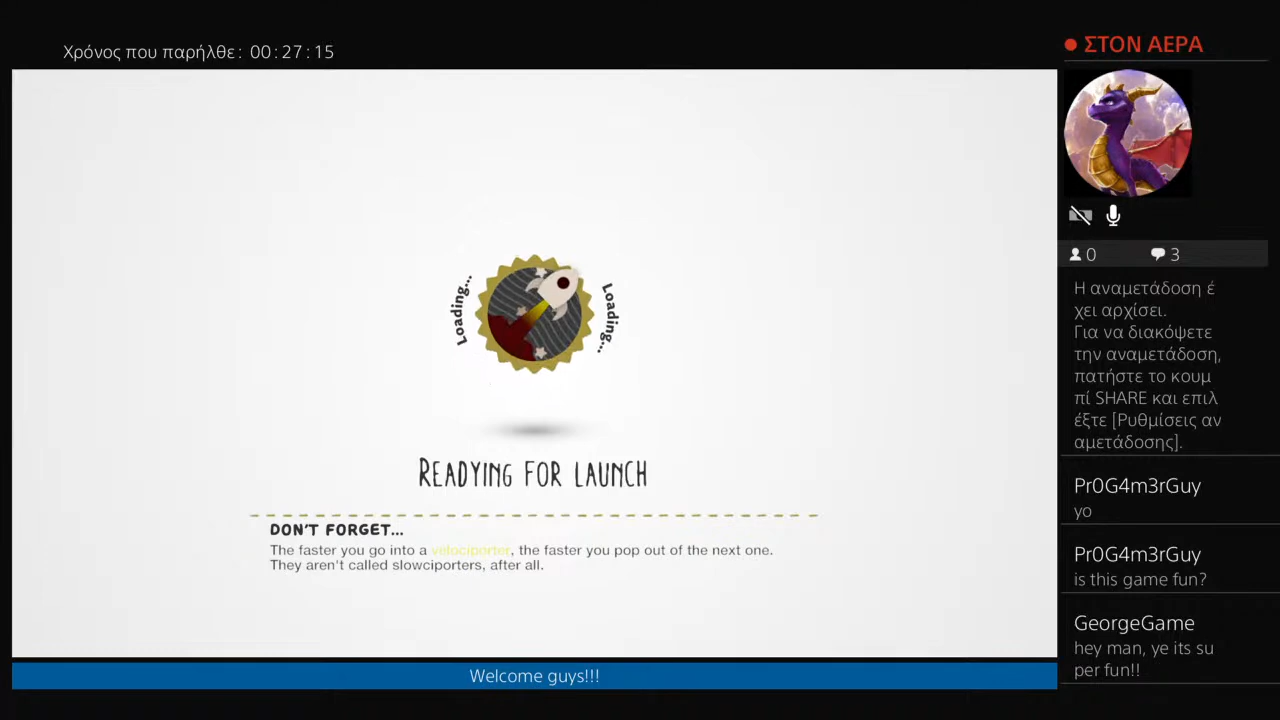 Χρόνος που παρήλθε: 00:27:15
ΣΤΟΝ ΑΕΡΑ
0
3
Η αναμετάδοση έ
χει αρχίσει.
Για να διακόψετε
την αναμετάδοση,
πατήστε το κουμ
πί SHARE και επιλ
έξτε [Ρυθμίσεις αν
αμετάδοσης].
Pr0G4m3rGuy
yo
Pr0G4m3rGuy
is this game fun?
GeorgeGame
hey man, ye its su
per fun!!
Loading...
Loading...
READYING FOR LAUNCH
DON'T FORGET...
The faster you go into a velociporter, the faster you pop out of the next one.
They aren't called slowciporters, after all.
Welcome guys!!!